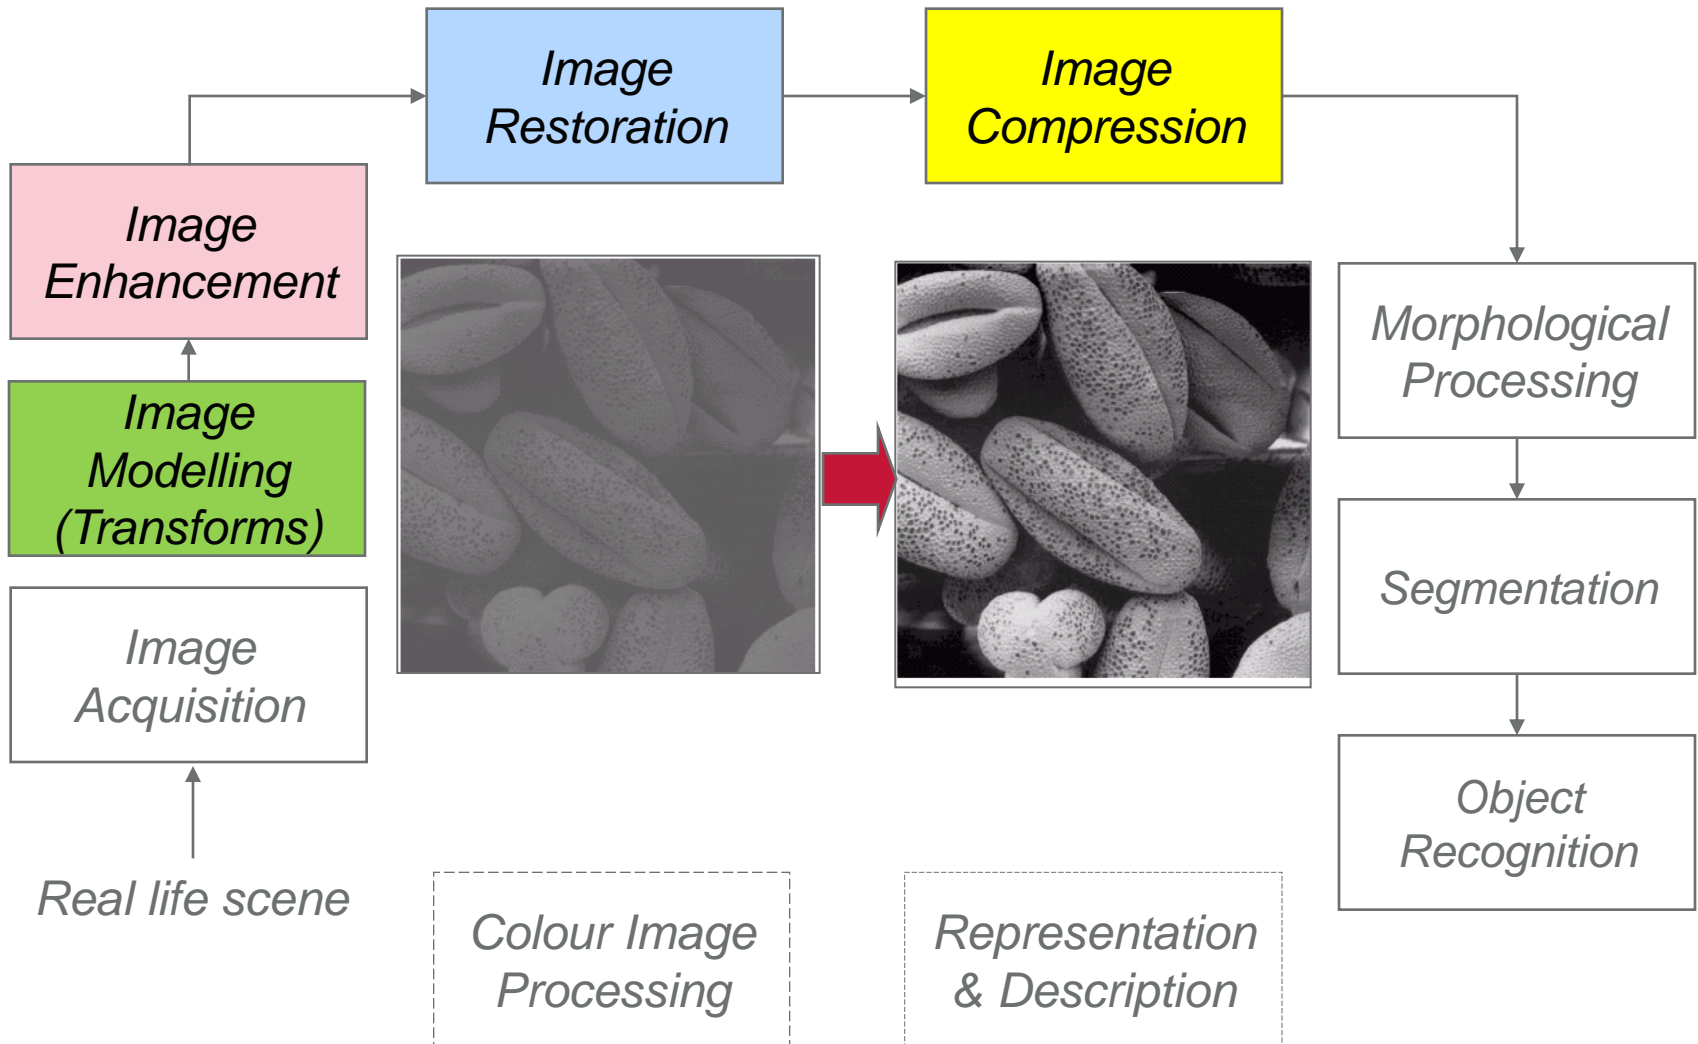 Image
Restoration
Image
Compression
Image
Enhancement
Morphological
Processing
Image
Modelling
(Transforms)
Segmentation
Image
Acquisition
Object
Recognition
Real life scene
Colour Image
Processing
Representation
& Description